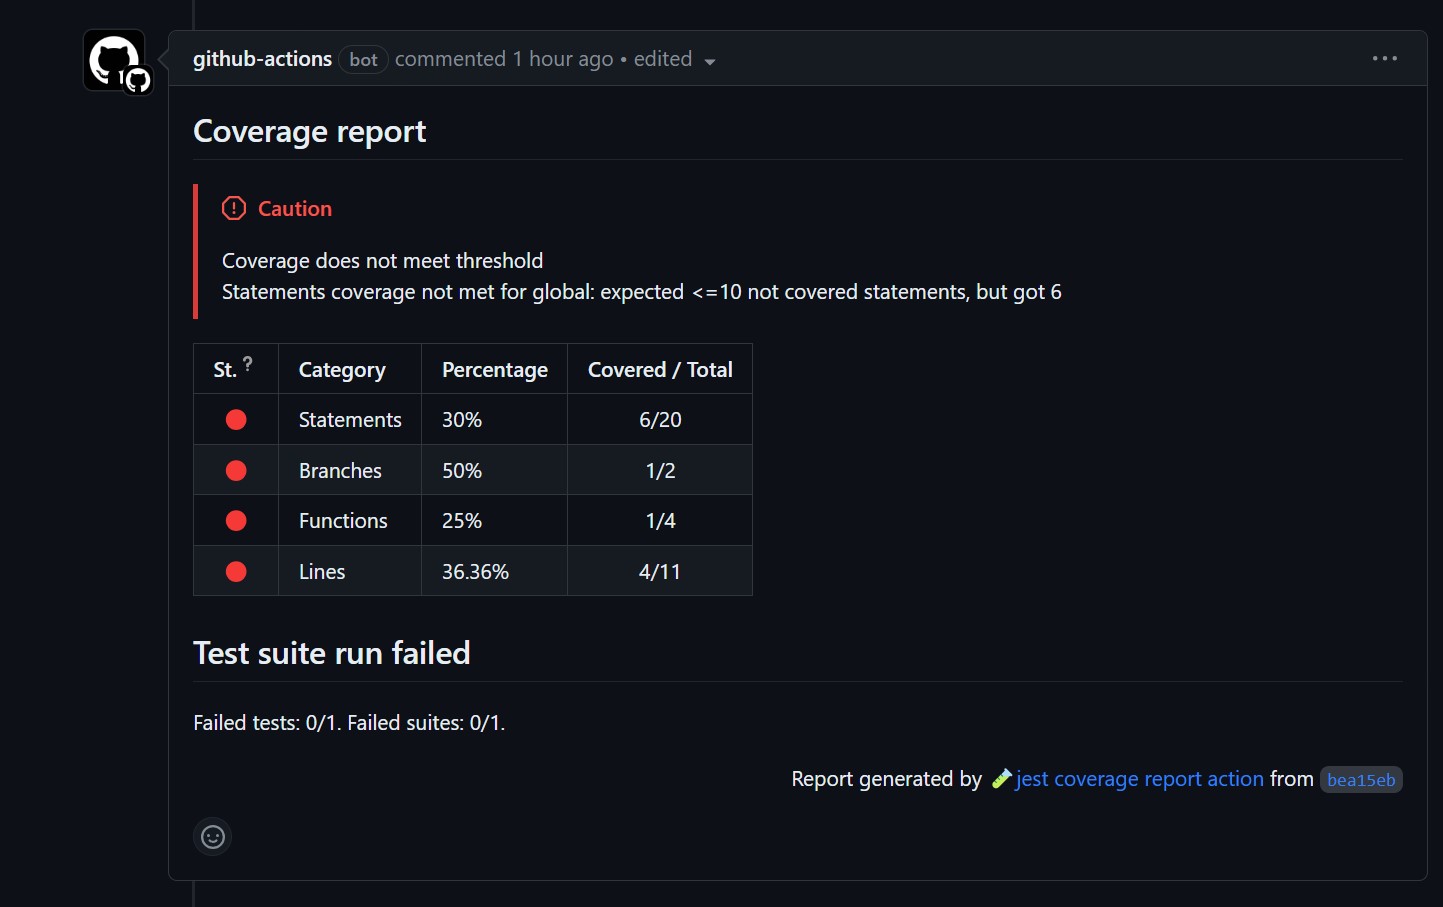 github-actions bot commented 1 hour ago • edited
Coverage report
Caution
Coverage does not meet threshold
Statements coverage not met for global: expected <=10 not covered statements, but got 6
St.? Category Percentage Covered / Total
Statements 30% 6/20
Branches 50% 1/2
Functions 25% 1/4
Lines 36.36% 4/11
Test suite run failed
Failed tests: 0/1. Failed suites: 0/1.
Report generated by jest coverage report action from bea15eb